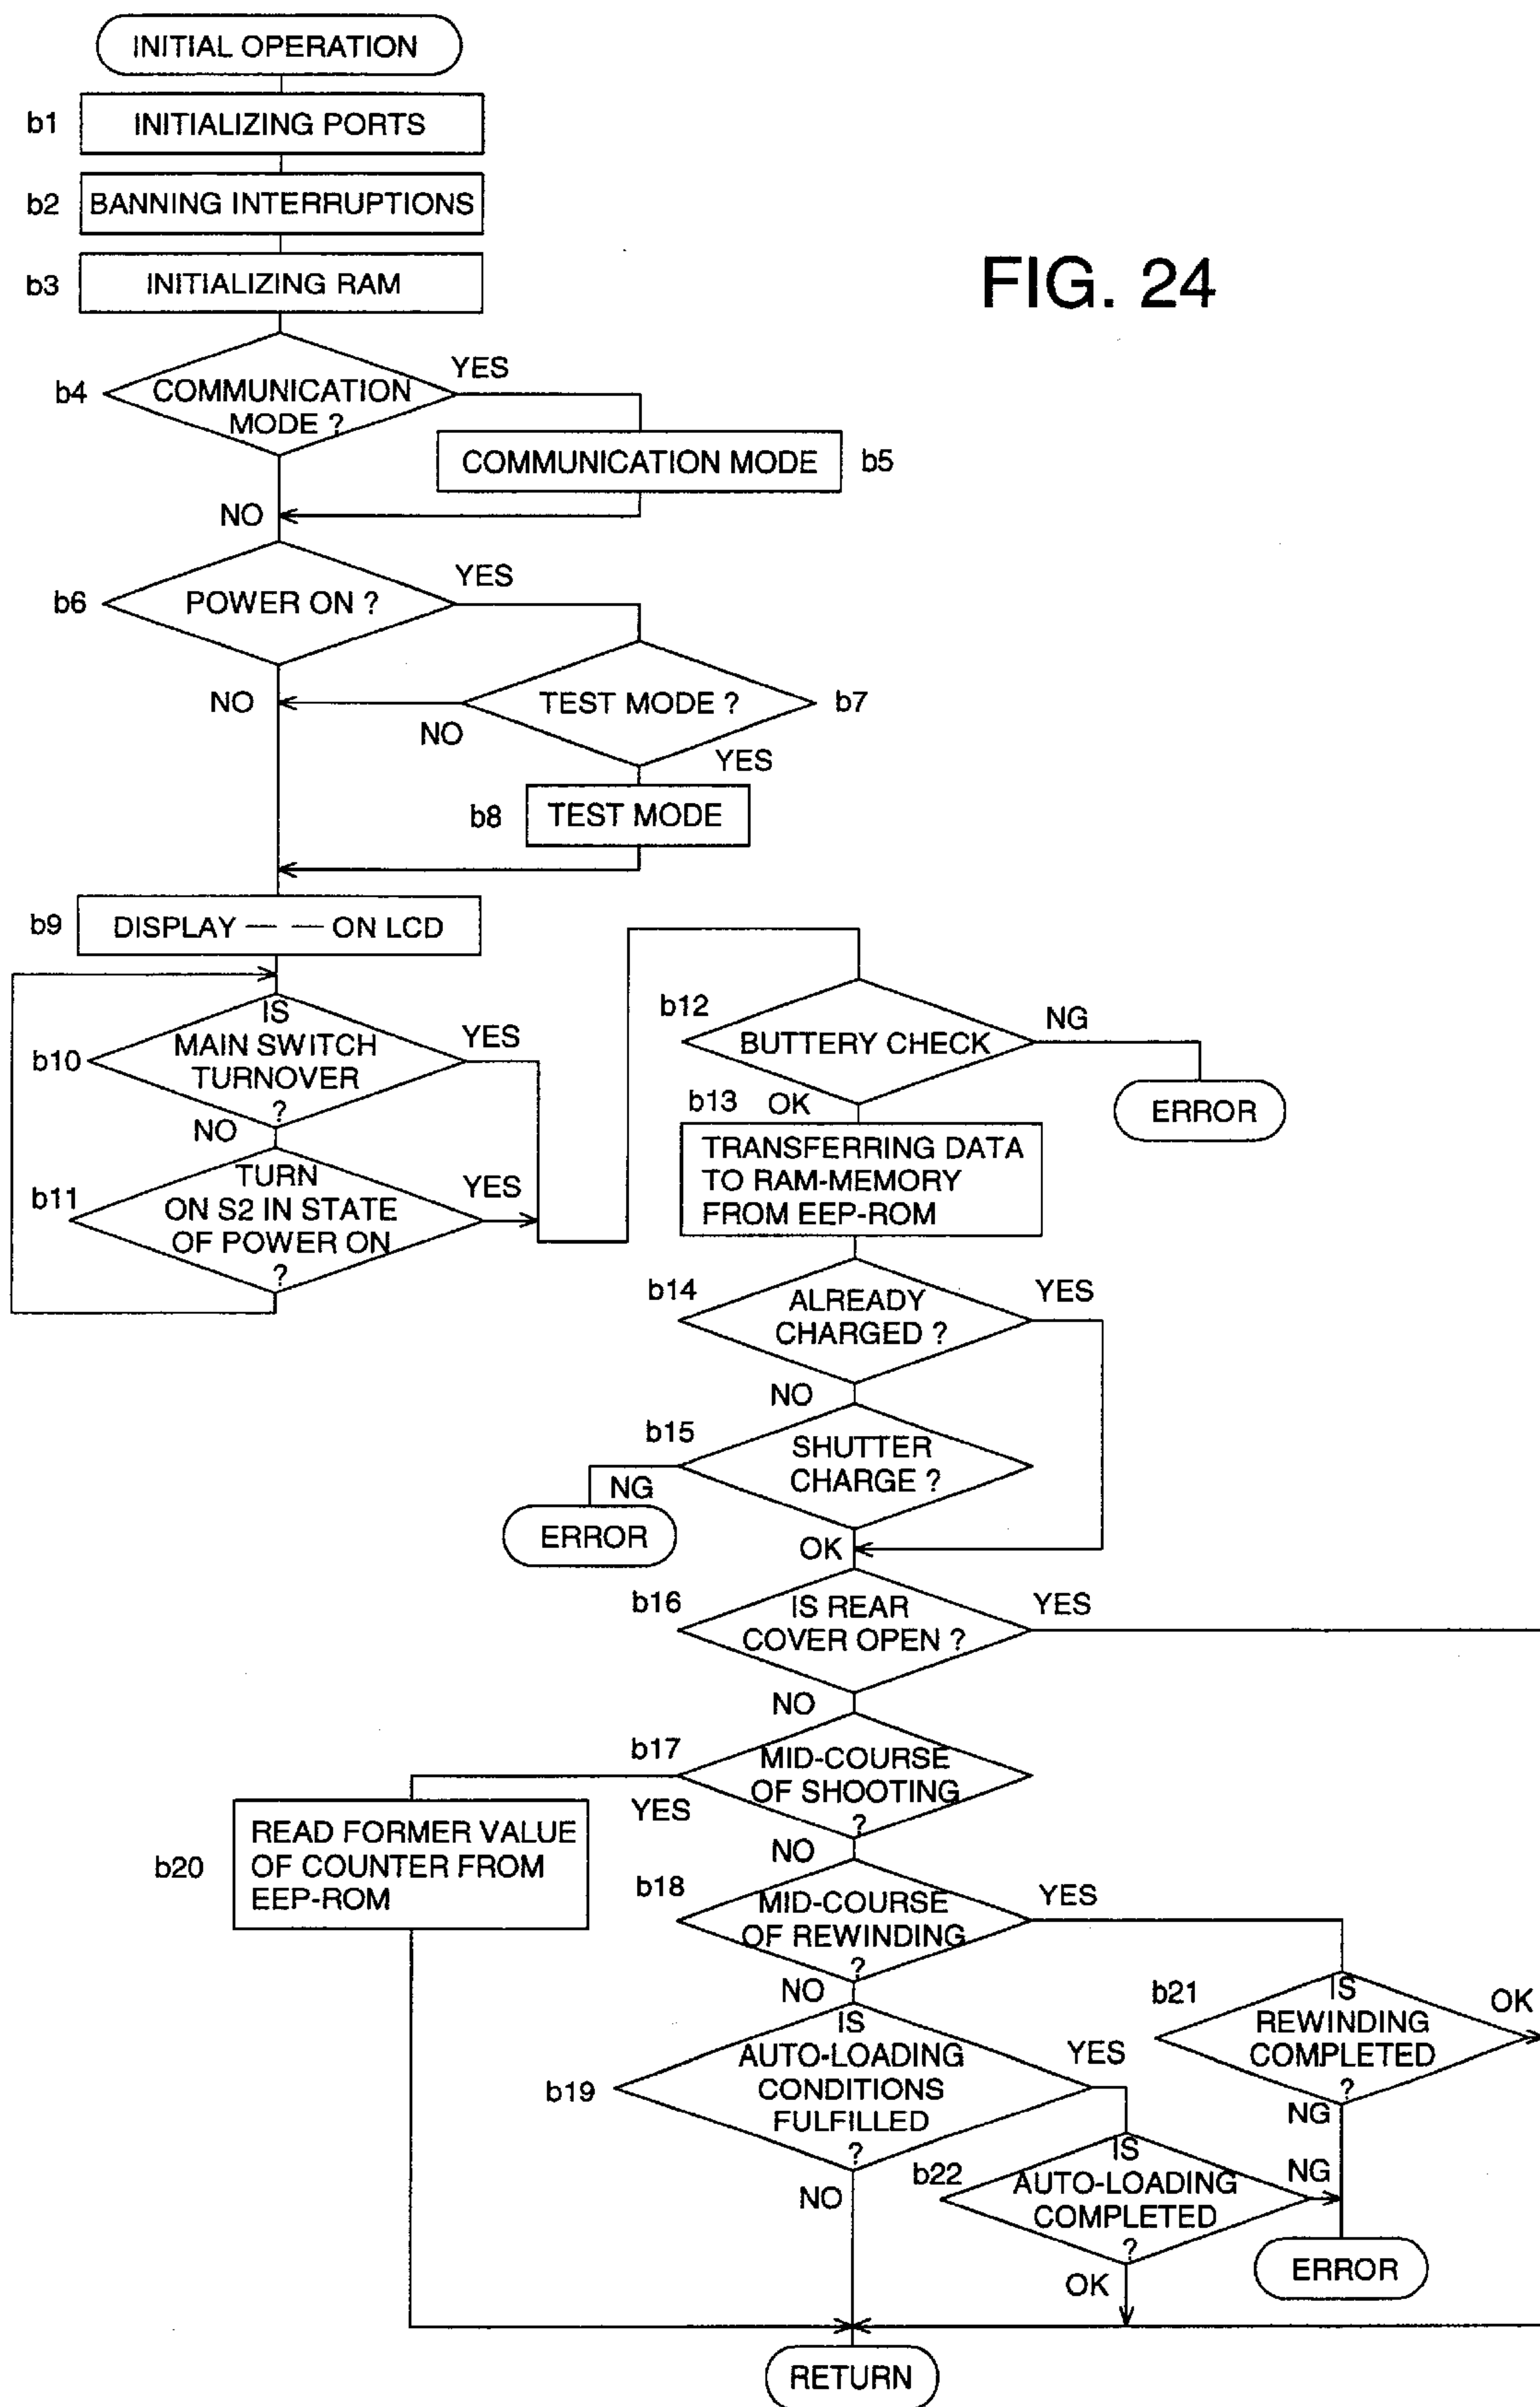 FIG. 24
INITIAL OPERATION
b1
INITIALIZING PORTS
b2
BANNING INTERRUPTIONS
b3
INITIALIZING RAM
b4
COMMUNICATION
MODE ?
YES
COMMUNICATION MODE
b5
NO
b6
POWER ON ?
YES
NO
TEST MODE ?
b7
NO
YES
b8
TEST MODE
b9
DISPLAY — — ON LCD
b10
IS
MAIN SWITCH
TURNOVER
?
YES
NO
b11
TURN
ON S2 IN STATE
OF POWER ON
?
YES
b12
BUTTERY CHECK
NG
ERROR
b13
OK
TRANSFERRING DATA
TO RAM-MEMORY
FROM EEP-ROM
b14
ALREADY
CHARGED ?
YES
NO
b15
SHUTTER
CHARGE ?
NG
ERROR
OK
b16
IS REAR
COVER OPEN ?
YES
NO
b17
MID-COURSE
OF SHOOTING
?
YES
b20
READ FORMER VALUE
OF COUNTER FROM
EEP-ROM
NO
b18
MID-COURSE
OF REWINDING
?
YES
NO
b21
IS
REWINDING
COMPLETED
?
OK
NG
b19
IS
AUTO-LOADING
CONDITIONS
FULFILLED
?
YES
NO
b22
IS
AUTO-LOADING
COMPLETED
?
NG
OK
ERROR
RETURN